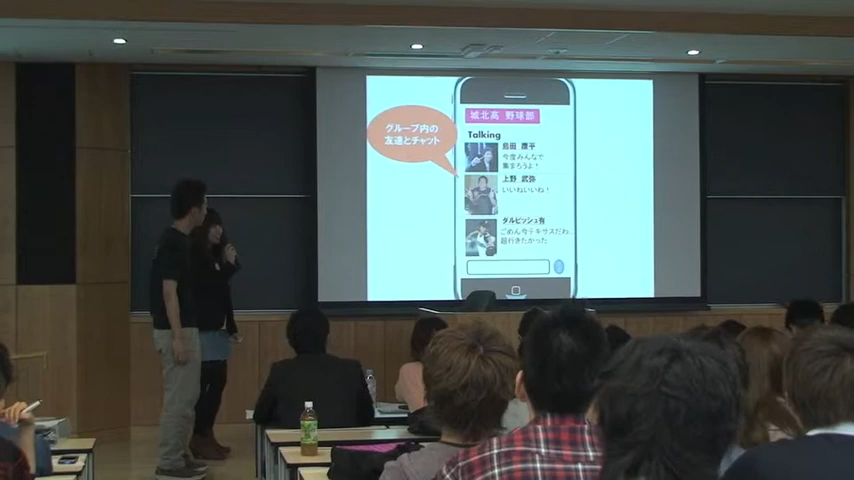 城北高 野球部
グループ内の
友達とチャット
Talking
島田 康平
今度みんなで
集まろうよ！
上野 武弥
いいねいいね！
ダルビッシュ有
ごめん今テキサスだわ…
超行きたかった